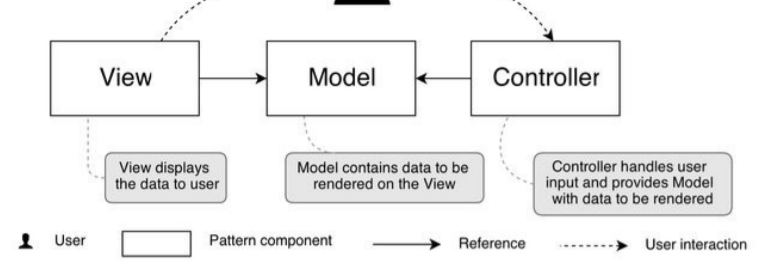 View
Model
Controller
View displays
the data to user
Model contains data to be
rendered on the View
Controller handles user
input and provides Model
with data to be rendered
User
Pattern component
Reference
User interaction